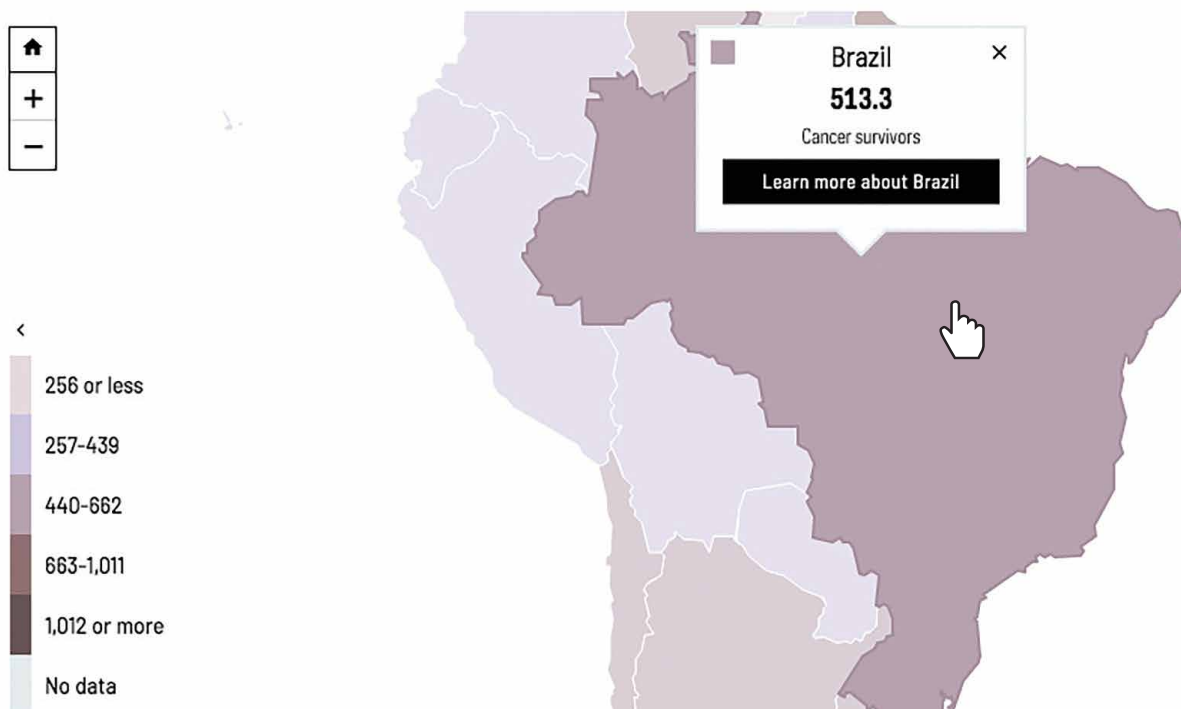 Brazil
513.3
Cancer survivors
Learn more about Brazil
256 or less
257-439
440-662
663-1,011
1,012 or more
No data